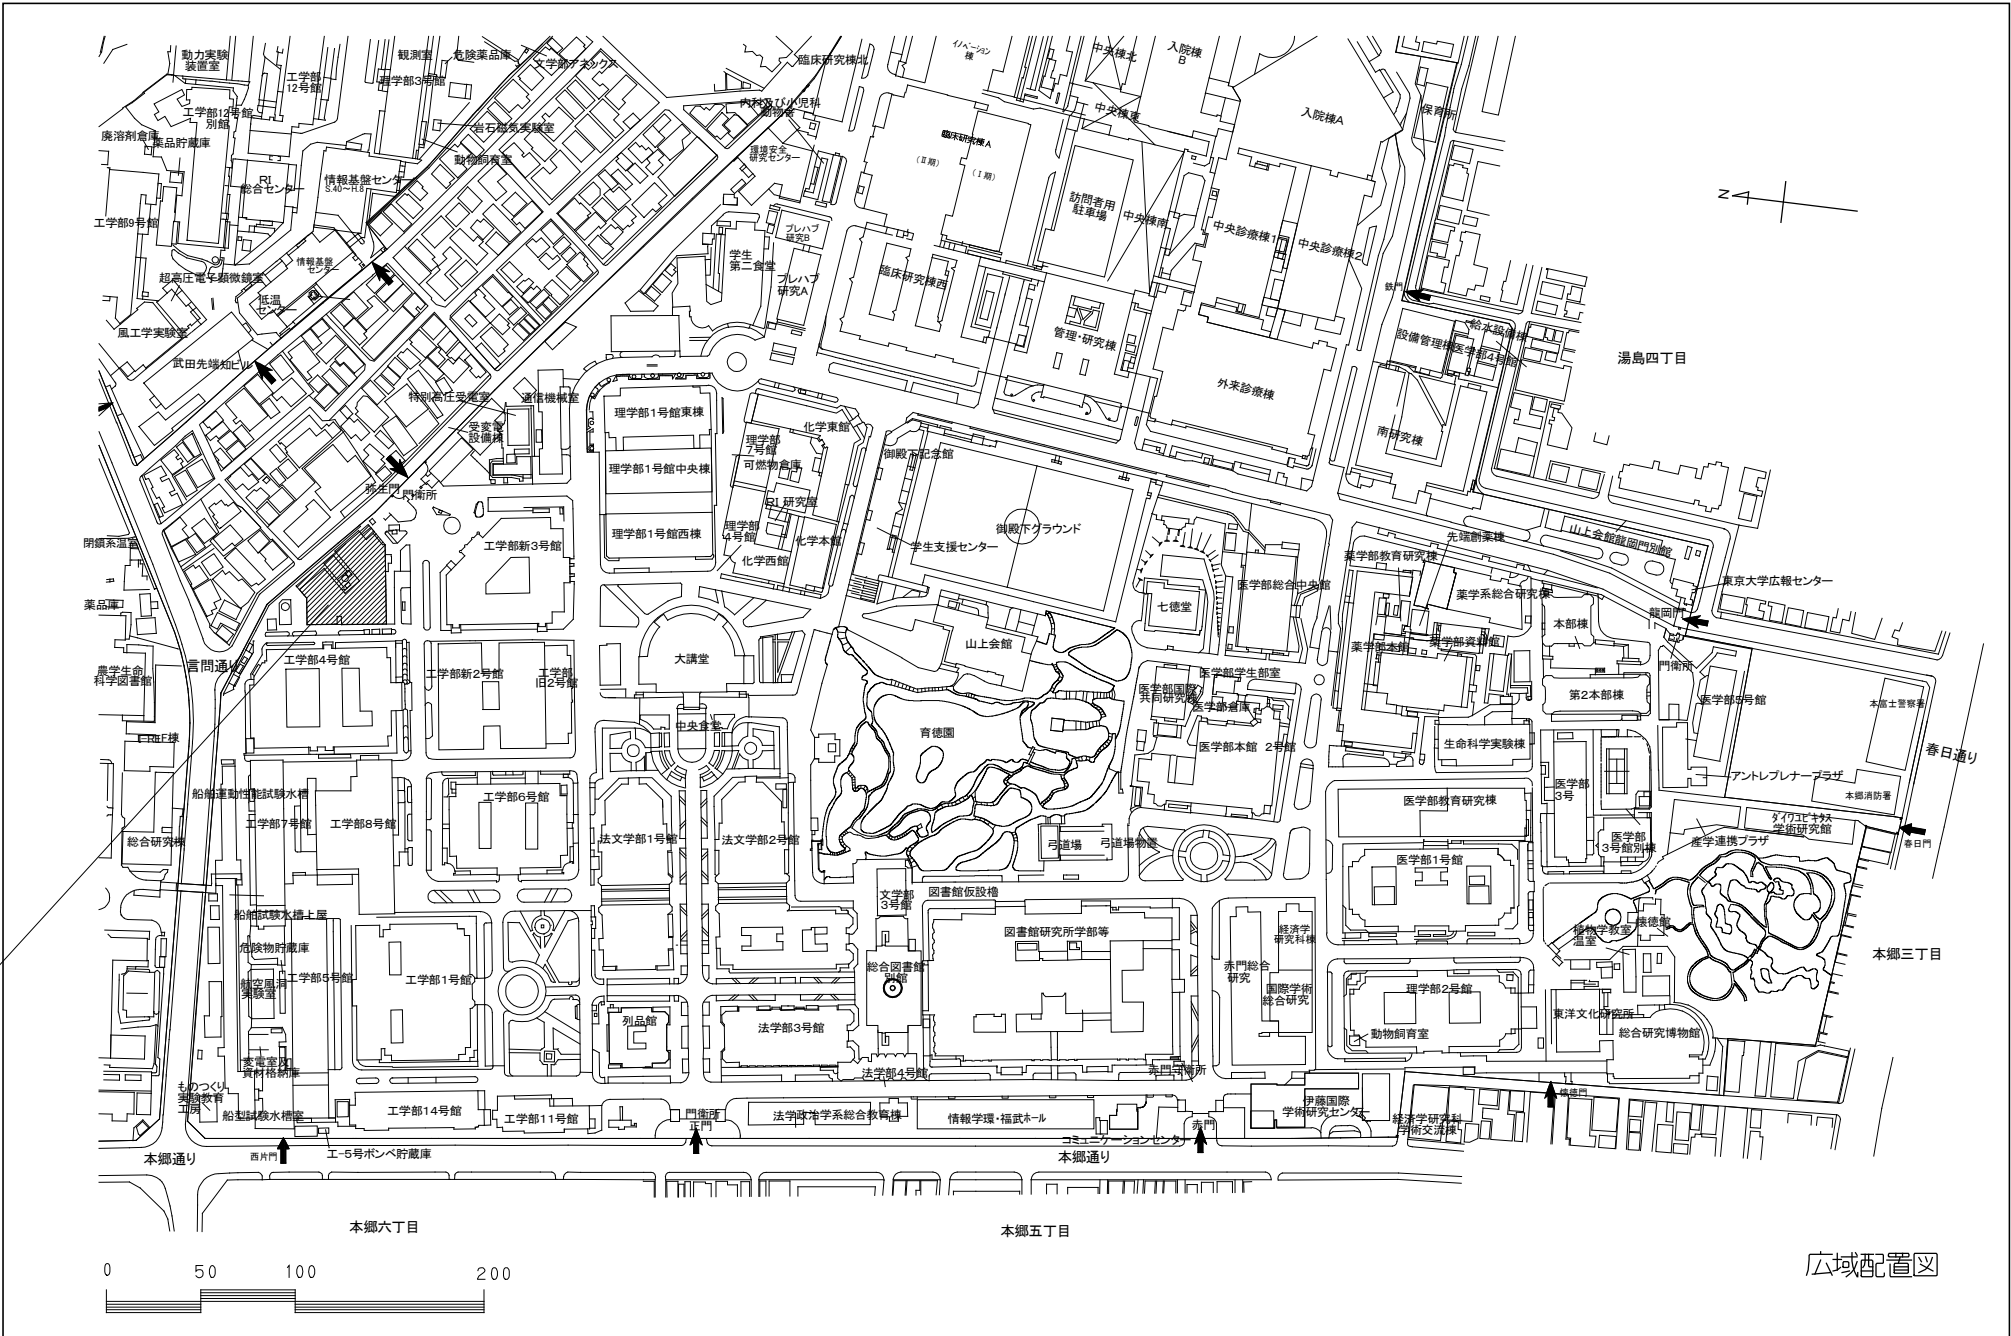 動力実験
装置室
工学部
12号館
観測室
理学部3号館
危険薬品庫
文学部アネックス
臨床研究棟北
イノベーション
棟
中央棟北
入院棟
B
内科及び小児科
動物舎
中央棟東
入院棟A
保育所
工学部12号館
別館
廃溶剤倉庫
薬品貯蔵庫
岩石磁気実験室
動物飼育室
環境安全
研究センター
臨床研究棟A
(Ⅱ期)
(Ⅰ期)
RI
総合センター
情報基盤センター
S.40～H.8
工学部9号館
訪問者用
駐車場
中央棟南
中央診療棟1
中央診療棟2
N
プレハブ
研究B
学生
第二食堂
プレハブ
研究A
臨床研究棟西
情報基盤
センター
超高圧電子顕微鏡室
低温
センター
風工学実験室
鉄門
管理・研究棟
給水設備棟
設備管理棟
医学部4号館
湯島四丁目
武田先端知ビル
外来診療棟
特別高圧受電室
通信機械室
受変電
設備棟
理学部1号館東棟
理学部
7号館
化学東館
可燃物倉庫
理学部1号館中央棟
御殿下記念館
南研究棟
弥生門
門衛所
RI 研究室
理学部1号館西棟
理学部
4号館
化学本館
化学西館
学生支援センター
御殿下グラウンド
工学部新3号館
閉鎖系温室
先端創薬棟
山上会館龍岡門別館
薬学部教育研究棟
医学部総合中央館
薬学系総合研究棟
東京大学広報センター
薬品庫
七徳堂
本部棟
龍岡門
山上会館
薬学部本館
薬学部資料館
門衛所
言問通り
工学部4号館
大講堂
農学生命
科学図書館
工学部新2号館
工学部
旧2号館
医学部学生部室
医学部国際
共同研究棟
医学部倉庫
第2本部棟
医学部5号館
本富士警察署
中央食堂
育徳園
医学部本館 2号館
生命科学実験棟
春日通り
アントレプレナープラザ
船舶運動性能試験水槽
工学部6号館
医学部教育研究棟
医学部
3号
本郷消防署
工学部7号館
工学部8号館
法文学部1号館
法文学部2号館
ダイワユビキタス
学術研究館
総合研究棟
弓道場
弓道場物置
産学連携プラザ
春日門
医学部
3号館別棟
医学部1号館
文学部
3号館
図書館仮設櫓
船舶試験水槽上屋
懐徳館
植物学教室
温室
危険物貯蔵庫
図書館研究所学部等
経済学
研究科棟
本郷三丁目
工学部5号館
工学部1号館
総合図書館
別館
赤門総合
研究
航空風洞
実験室
国際学術
総合研究
理学部2号館
列品館
法学部3号館
東洋文化研究所
動物飼育室
総合研究博物館
変電室及
資材格納庫
法学部4号館
赤門守衛所
ものつくり
実験教育
工房
懐徳門
船型試験水槽室
工学部14号館
工学部11号館
門衛所
正門
法学政治学系総合教育棟
情報学環・福武ホール
伊藤国際
学術研究センター
赤門
経済学研究科
学術交流棟
コミュニケーションセンター
本郷通り
西片門
工-5号ボンベ貯蔵庫
本郷通り
本郷六丁目
本郷五丁目
0 50 100 200
広域配置図